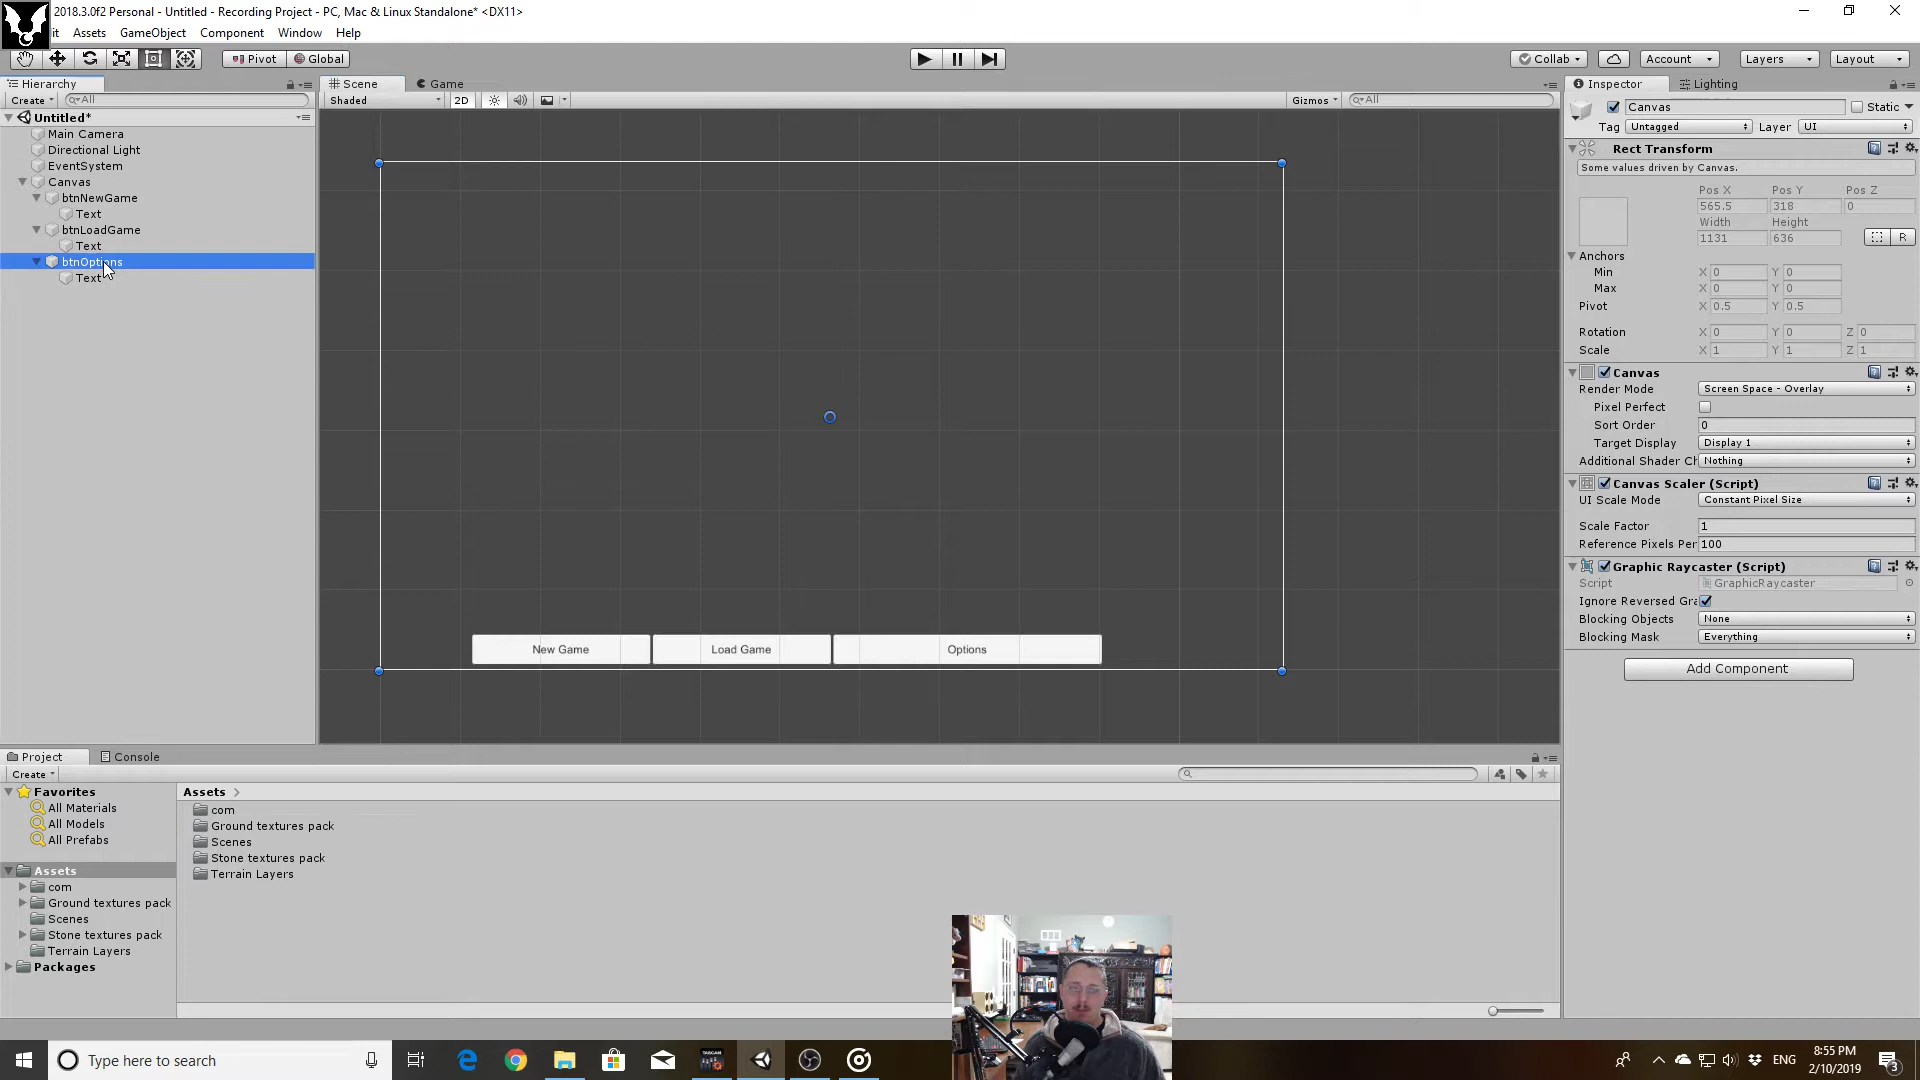 2018.3.0f2 Personal - Untitled - Recording Project - PC, Mac & Linux Standalone* <DX11>
it Assets GameObject Component Window Help
Pivot Global Collab Account Layers Layout
Hierarchy
Create All
Untitled*
Main Camera
Directional Light
EventSystem
Canvas
btnNewGame
Text
btnLoadGame
Text
btnOptions
Text
Scene Game
Shaded 2D Gizmos All
New Game Load Game Options
Inspector Lighting
Canvas Static
Tag Untagged Layer UI
Rect Transform
Some values driven by Canvas.
Pos X Pos Y Pos Z
565.5 318 0
Width Height
1131 636 R
Anchors
Min X 0 Y 0
Max X 0 Y 0
Pivot X 0.5 Y 0.5
Rotation X 0 Y 0 Z 0
Scale X 1 Y 1 Z 1
Canvas
Render Mode Screen Space - Overlay
Pixel Perfect
Sort Order 0
Target Display Display 1
Additional Shader Ch Nothing
Canvas Scaler (Script)
UI Scale Mode Constant Pixel Size
Scale Factor 1
Reference Pixels Per 100
Graphic Raycaster (Script)
Script GraphicRaycaster
Ignore Reversed Gra
Blocking Objects None
Blocking Mask Everything
Add Component
Project Console
Create
Favorites
All Materials
All Models
All Prefabs
Assets
com
Ground textures pack
Scenes
Stone textures pack
Terrain Layers
Packages
Assets
com
Ground textures pack
Scenes
Stone textures pack
Terrain Layers
Type here to search
TASCAM
ENG
8:55 PM
2/10/2019
3